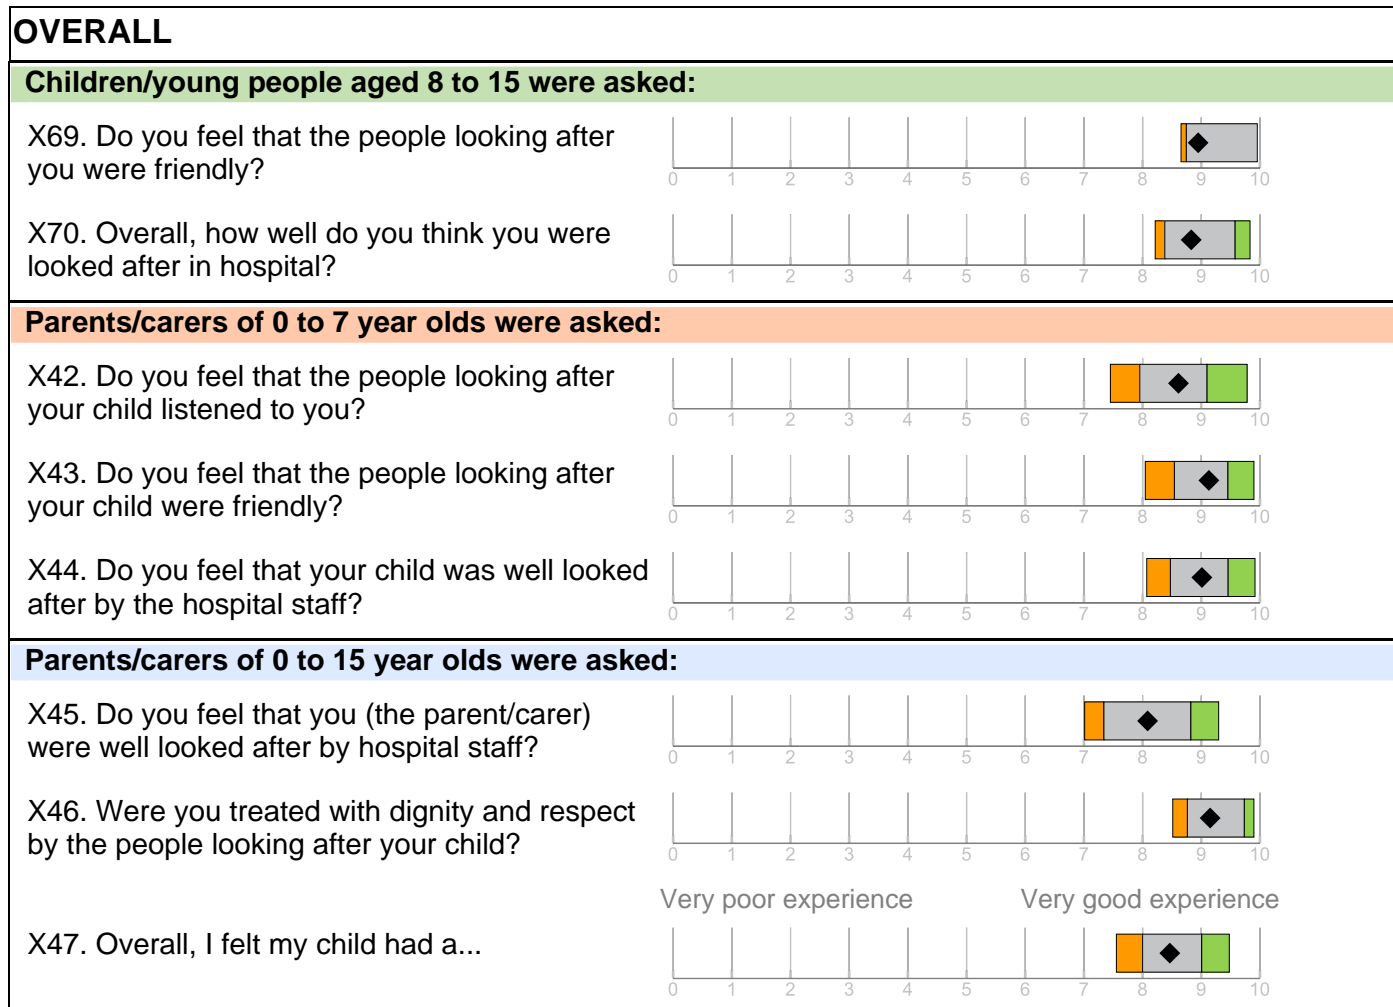 OVERALL
Children/young people aged 8 to 15 were asked:
X69. Do you feel that the people looking after
you were friendly?
0 1 2 3 4 5 6 7 8 9 10
X70. Overall, how well do you think you were
looked after in hospital?
0 1 2 3 4 5 6 7 8 9 10
Parents/carers of 0 to 7 year olds were asked:
X42. Do you feel that the people looking after
your child listened to you?
0 1 2 3 4 5 6 7 8 9 10
X43. Do you feel that the people looking after
your child were friendly?
0 1 2 3 4 5 6 7 8 9 10
X44. Do you feel that your child was well looked
after by the hospital staff?
0 1 2 3 4 5 6 7 8 9 10
Parents/carers of 0 to 15 year olds were asked:
X45. Do you feel that you (the parent/carer)
were well looked after by hospital staff?
0 1 2 3 4 5 6 7 8 9 10
X46. Were you treated with dignity and respect
by the people looking after your child?
0 1 2 3 4 5 6 7 8 9 10
Very poor experience Very good experience
X47. Overall, I felt my child had a...
0 1 2 3 4 5 6 7 8 9 10